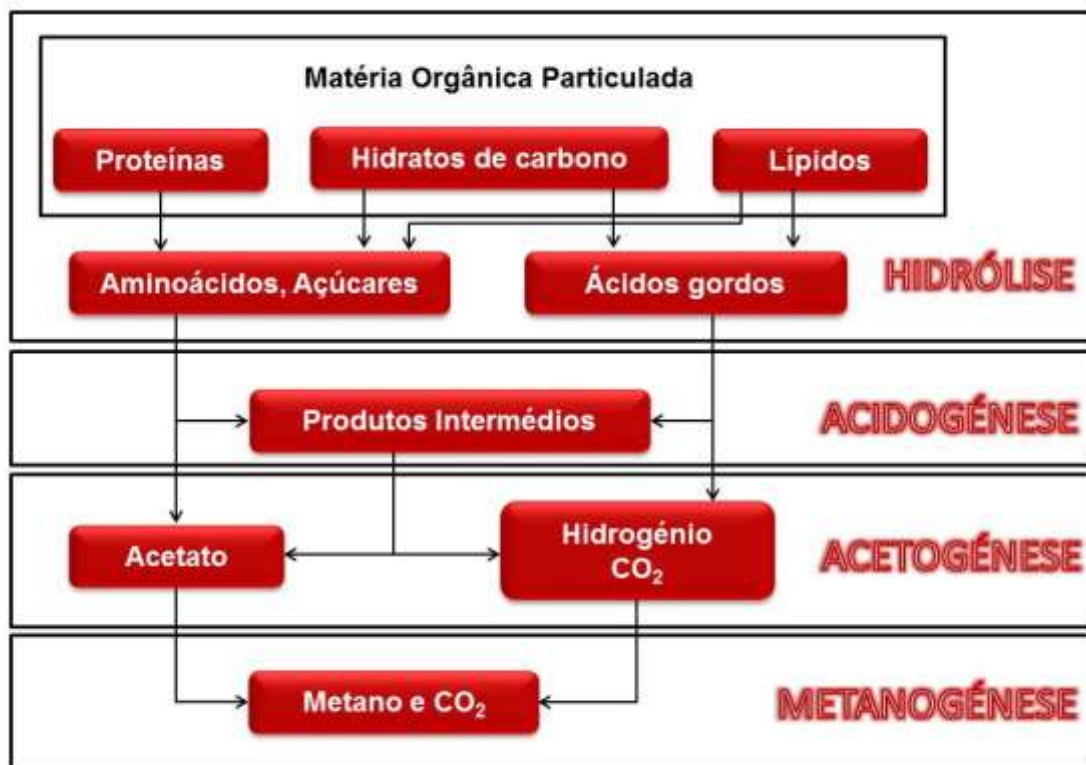 Matéria Orgânica Particulada
Proteínas
Hidratos de carbono
Lípidos
Aminoácidos, Açúcares
Ácidos gordos
HIDRÓLISE
Produtos Intermédios
ACIDOGÉNESE
Acetato
Hidrogénio
CO₂
ACETOGÉNESE
Metano e CO₂
METANOGÉNESE